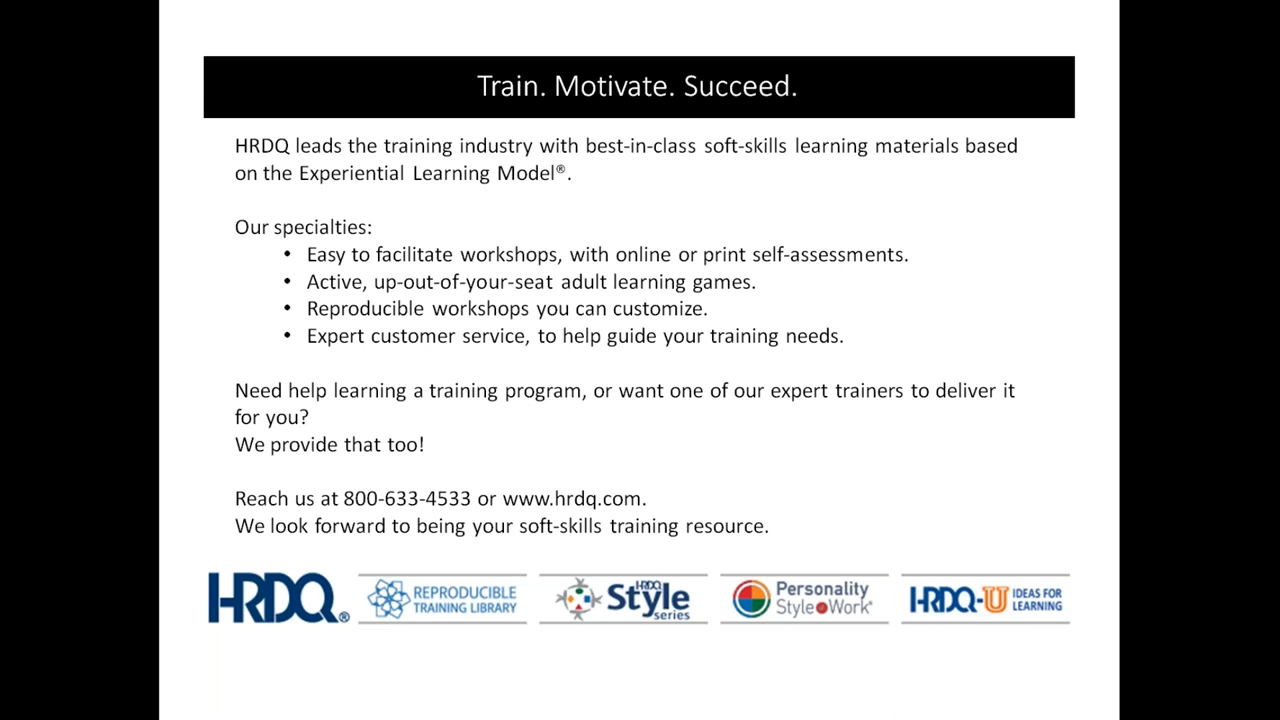 Train. Motivate. Succeed.
HRDQ leads the training industry with best-in-class soft-skills learning materials based
on the Experiential Learning Model®.
Our specialties:
• Easy to facilitate workshops, with online or print self-assessments.
• Active, up-out-of-your-seat adult learning games.
• Reproducible workshops you can customize.
• Expert customer service, to help guide your training needs.
Need help learning a training program, or want one of our expert trainers to deliver it
for you?
We provide that too!
Reach us at 800-633-4533 or www.hrdq.com.
We look forward to being your soft-skills training resource.
HRDQ®
REPRODUCIBLE
TRAINING LIBRARY
HRDQ
Style
series
Personality
Style@Work®
HRDQ-U IDEAS FOR
LEARNING